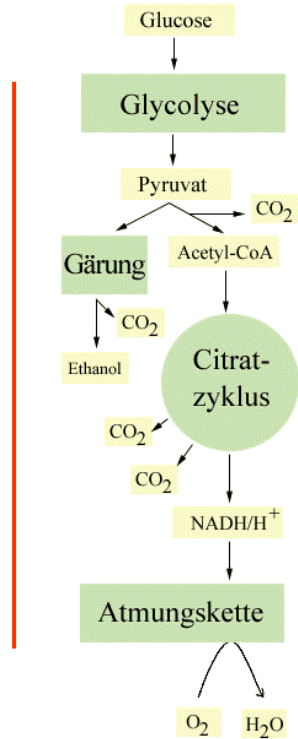 Glucose
Glycolyse
Pyruvat
CO2
Gärung
Acetyl-CoA
CO2
Ethanol
Citrat-
zyklus
CO2
CO2
NADH/H+
Atmungskette
O2
H2O